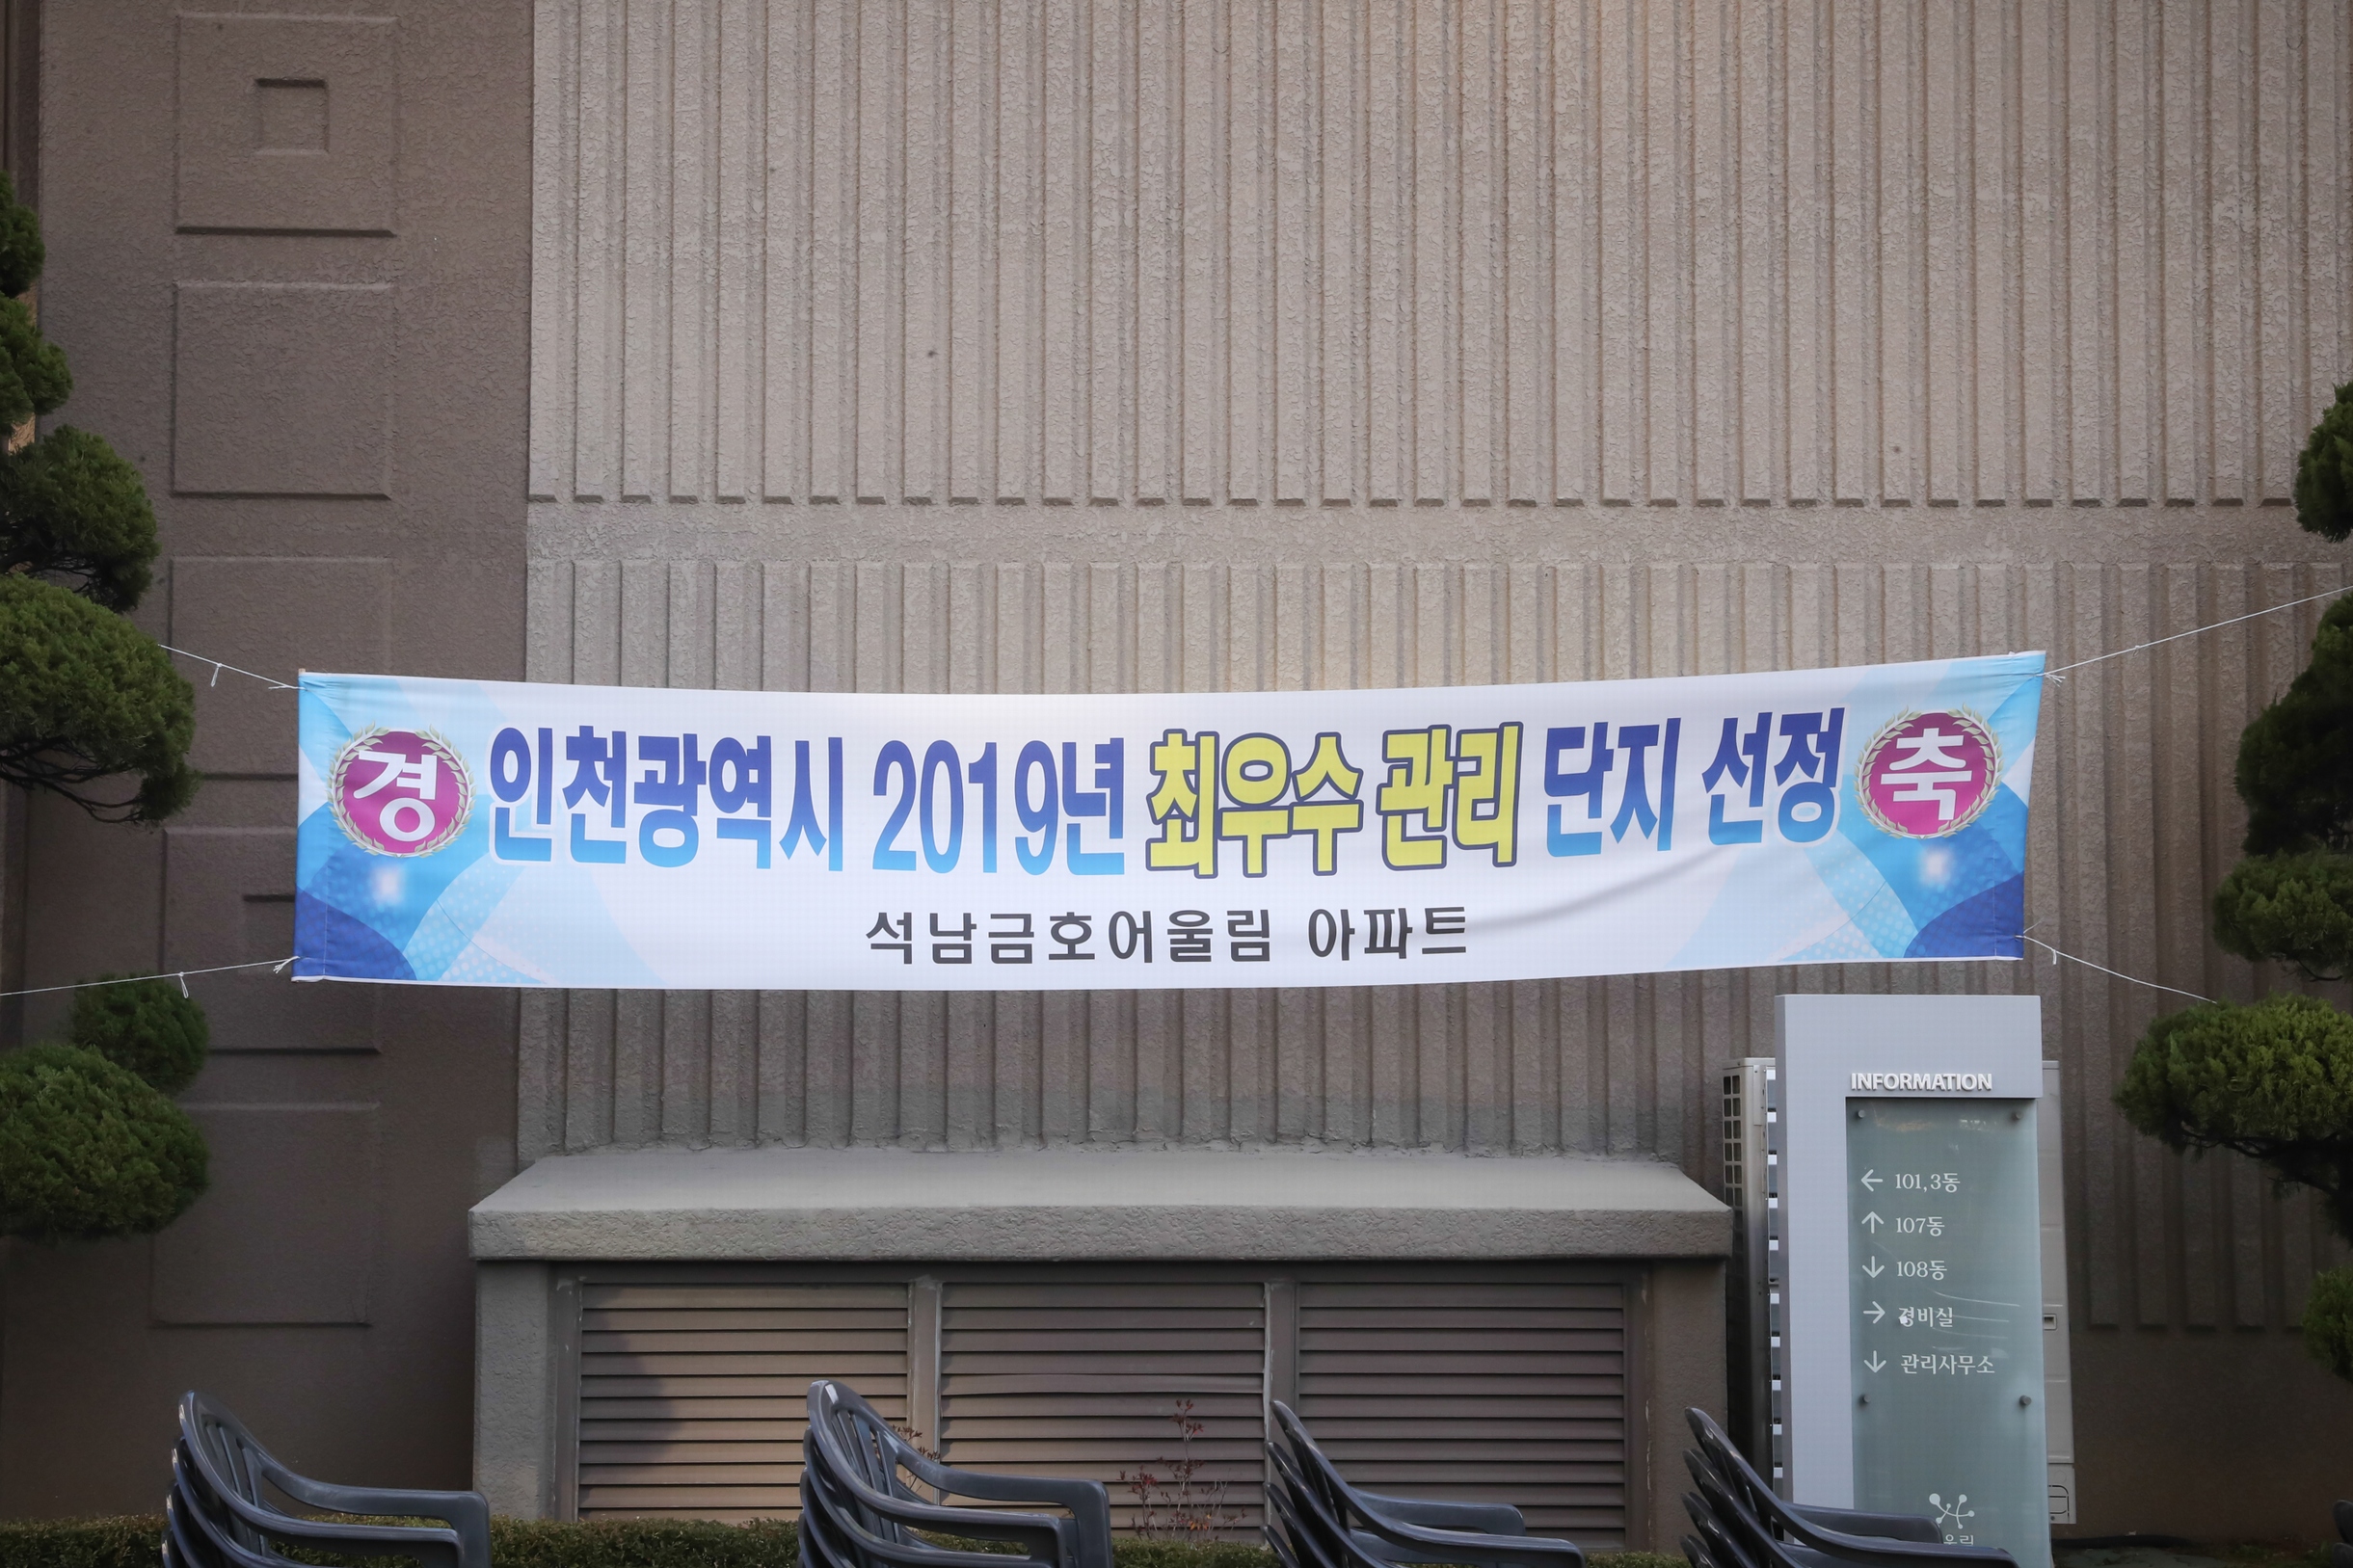 경 인천광역시 2019년 최우수 관리 단지 선정 축
석남금호어울림 아파트
INFORMATION
← 101,3동
↑ 107동
↓ 108동
→ 경비실
↓ 관리사무소